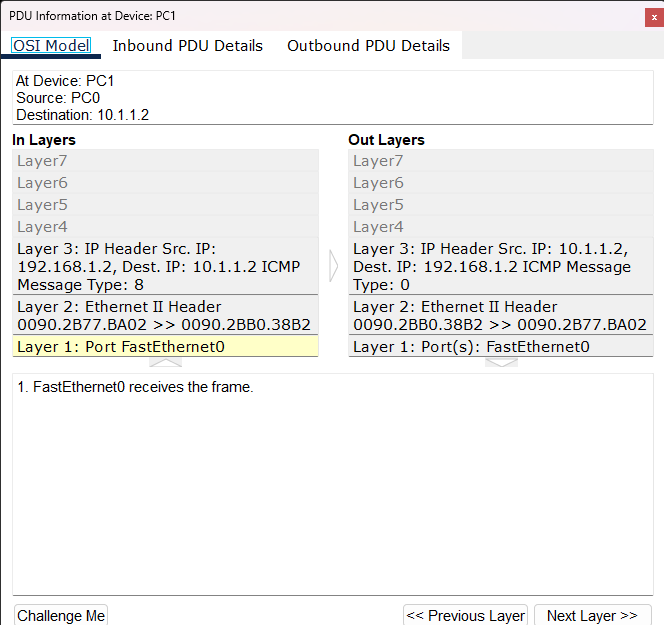 PDU Information at Device: PC1
x
OSI Model Inbound PDU Details Outbound PDU Details
At Device: PC1
Source: PC0
Destination: 10.1.1.2
In Layers
Layer7
Layer6
Layer5
Layer4
Layer 3: IP Header Src. IP:
192.168.1.2, Dest. IP: 10.1.1.2 ICMP
Message Type: 8
Layer 2: Ethernet II Header
0090.2B77.BA02 >> 0090.2BB0.38B2
Layer 1: Port FastEthernet0
Out Layers
Layer7
Layer6
Layer5
Layer4
Layer 3: IP Header Src. IP: 10.1.1.2,
Dest. IP: 192.168.1.2 ICMP Message
Type: 0
Layer 2: Ethernet II Header
0090.2BB0.38B2 >> 0090.2B77.BA02
Layer 1: Port(s): FastEthernet0
1. FastEthernet0 receives the frame.
Challenge Me
<< Previous Layer
Next Layer >>